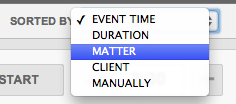 SORTED BY
✓ EVENT TIME
DURATION
MATTER
CLIENT
MANUALLY
START